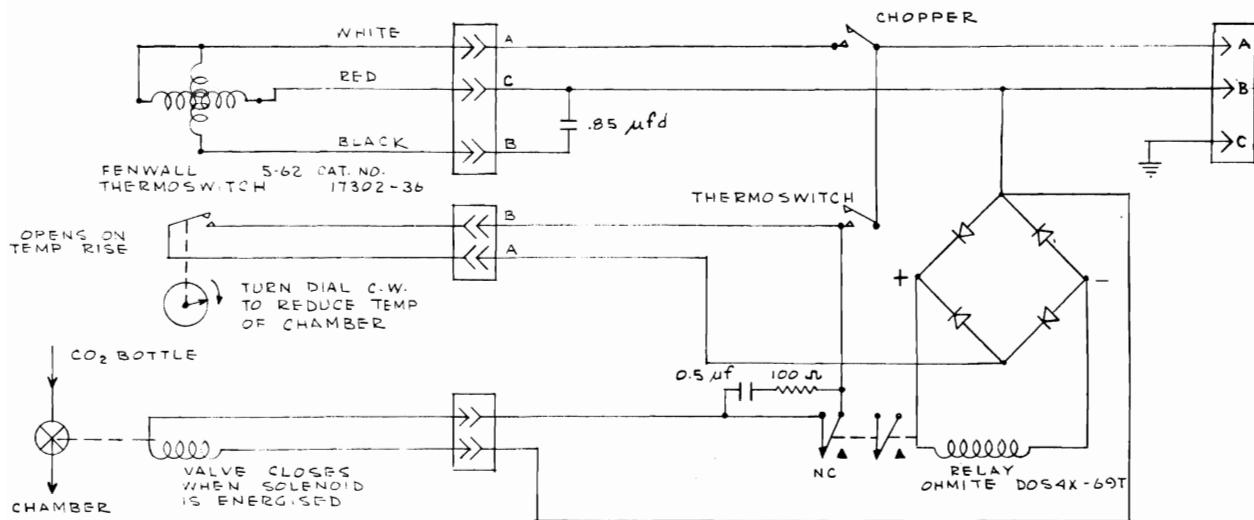 CHOPPER
WHITE
A
A
RED
C
B
.85 µfd
BLACK
B
C
FENWALL 5-62 CAT. NO.
THERMOSWITCH 17302-36
THERMOSWITCH
B
OPENS ON
TEMP RISE
A
+
-
TURN DIAL C.W.
TO REDUCE TEMP
OF CHAMBER
CO2 BOTTLE
0.5 µf
100 Ω
VALVE CLOSES
WHEN SOLENOID
IS ENERGISED
NC
RELAY
OHMITE DOS4X-69T
CHAMBER